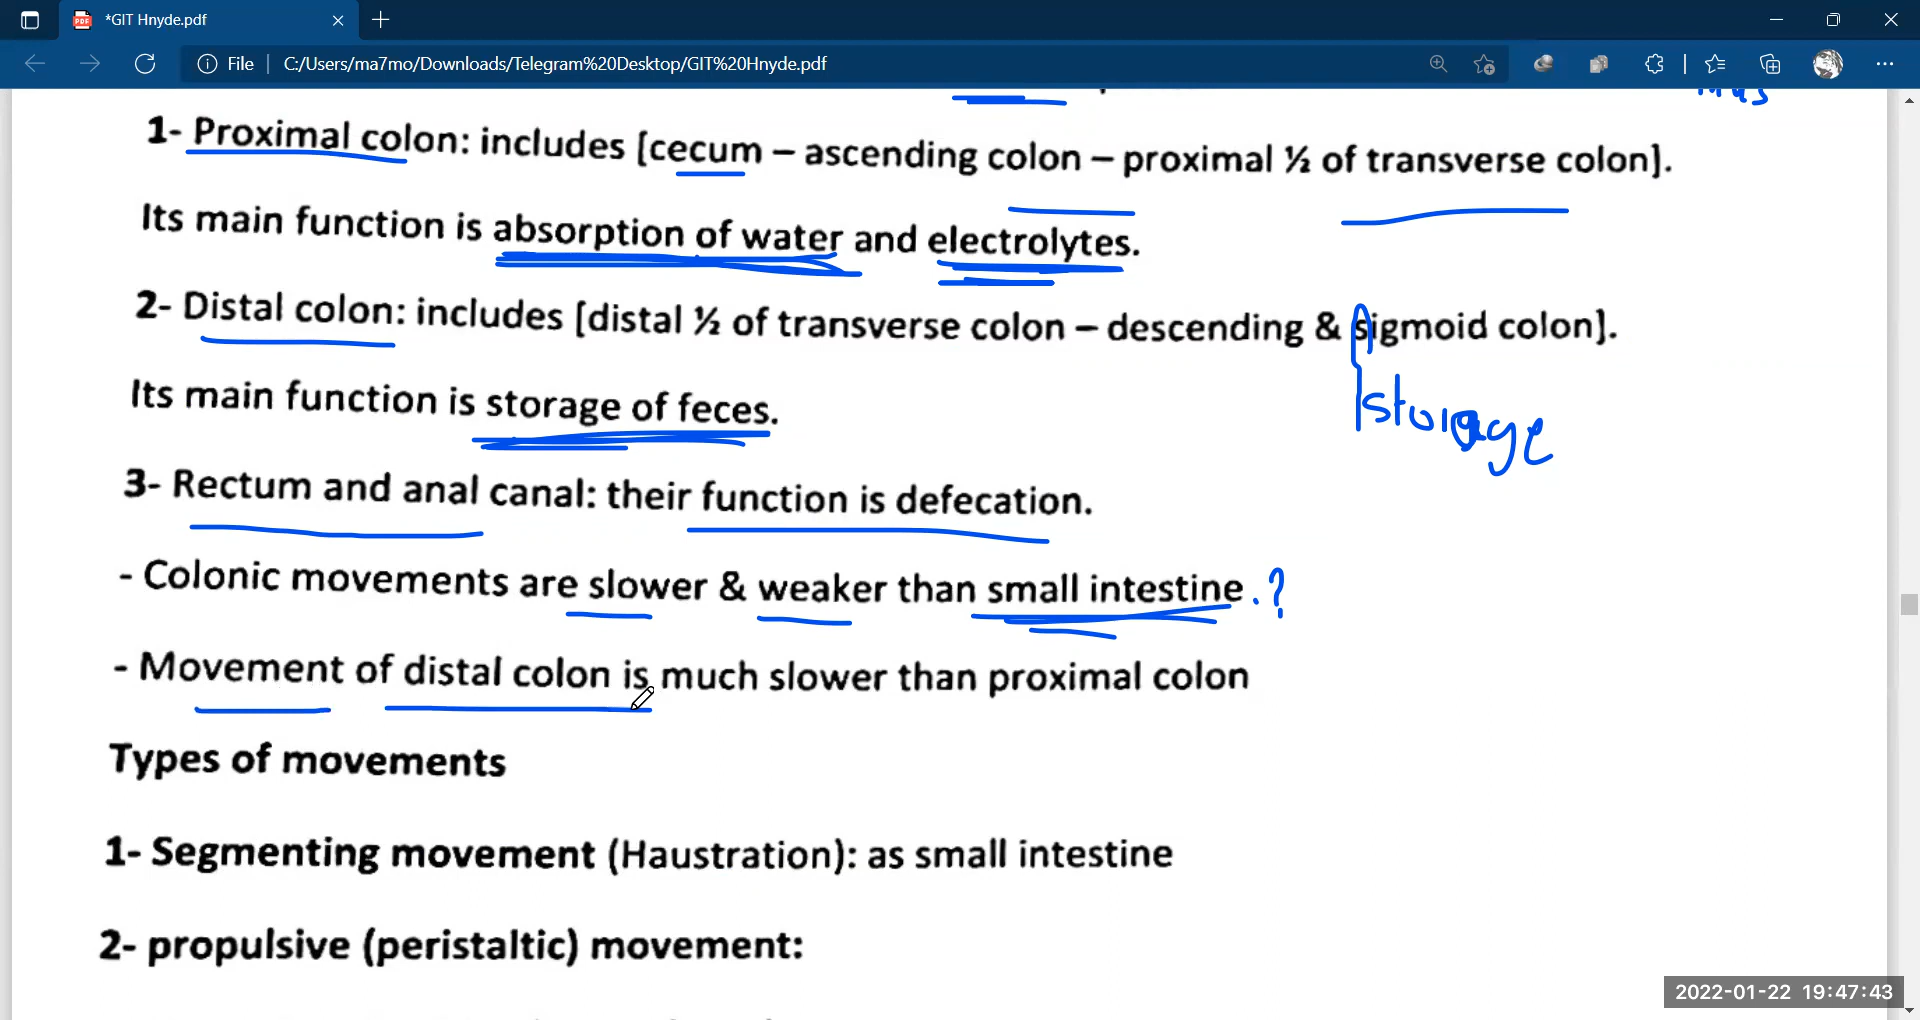 *GIT Hnyde.pdf
File C:/Users/ma7mo/Downloads/Telegram%20Desktop/GIT%20Hnyde.pdf
1- Proximal colon: includes [cecum – ascending colon – proximal ½ of transverse colon].
Its main function is absorption of water and electrolytes.
2- Distal colon: includes [distal ½ of transverse colon – descending & sigmoid colon].
storage
Its main function is storage of feces.
3- Rectum and anal canal: their function is defecation.
- Colonic movements are slower & weaker than small intestine. ?
- Movement of distal colon is much slower than proximal colon
Types of movements
1- Segmenting movement (Haustration): as small intestine
2- propulsive (peristaltic) movement:
2022-01-22 19:47:43